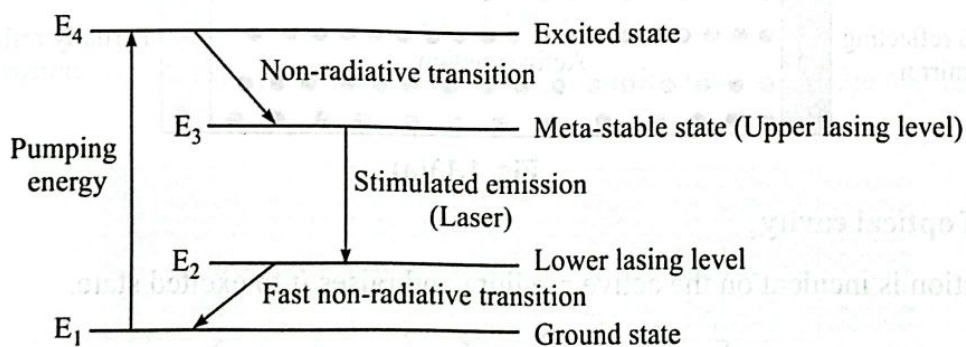 E₄ Excited state
Non-radiative transition
E₃ Meta-stable state (Upper lasing level)
Pumping
energy
Stimulated emission
(Laser)
E₂ Lower lasing level
Fast non-radiative transition
E₁ Ground state